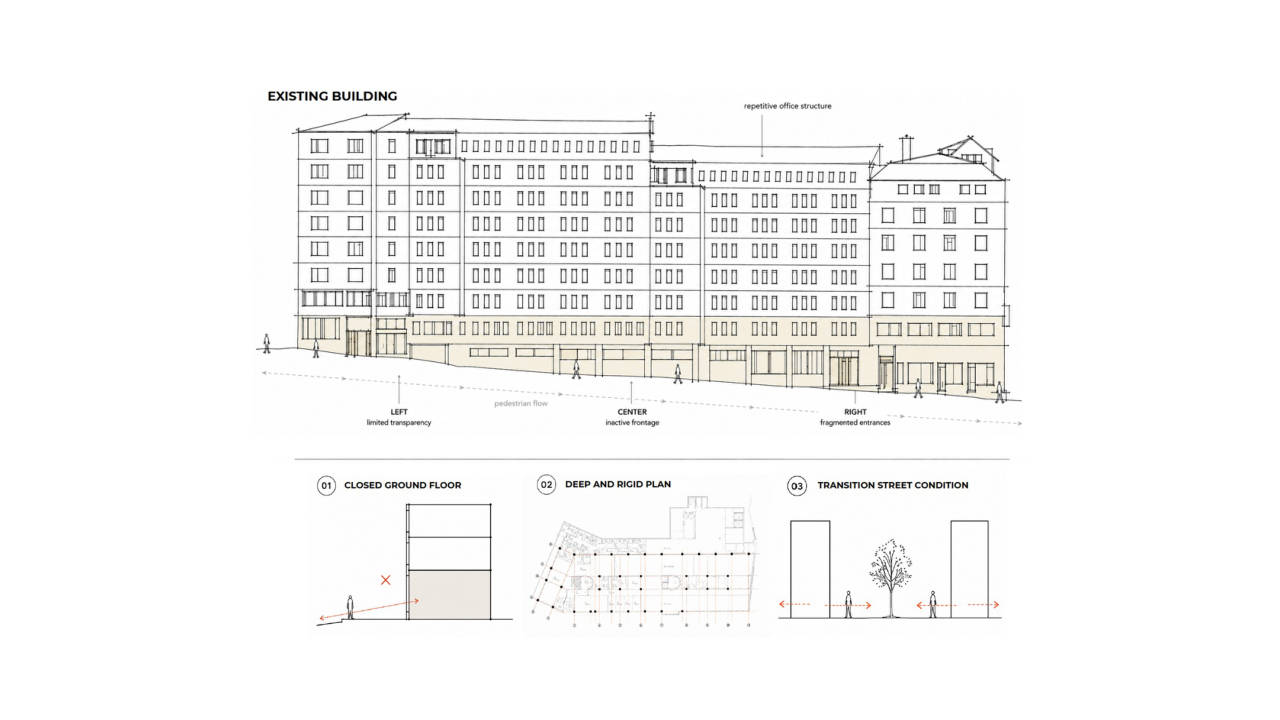 EXISTING BUILDING
repetitive office structure
pedestrian flow
LEFT
limited transparency
CENTER
inactive frontage
RIGHT
fragmented entrances
01 CLOSED GROUND FLOOR
02 DEEP AND RIGID PLAN
03 TRANSITION STREET CONDITION